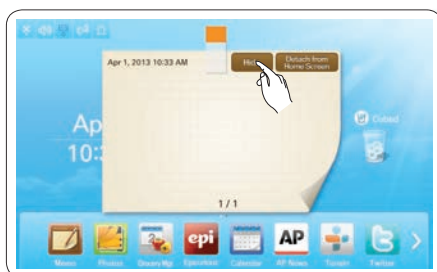 Apr 1, 2013 10:33 AM
Detach from
Home Screen
Ap
10:3
1 / 1
epi
AP
Memo
Photos
Calendar
AP News
TuneIn
Twitter